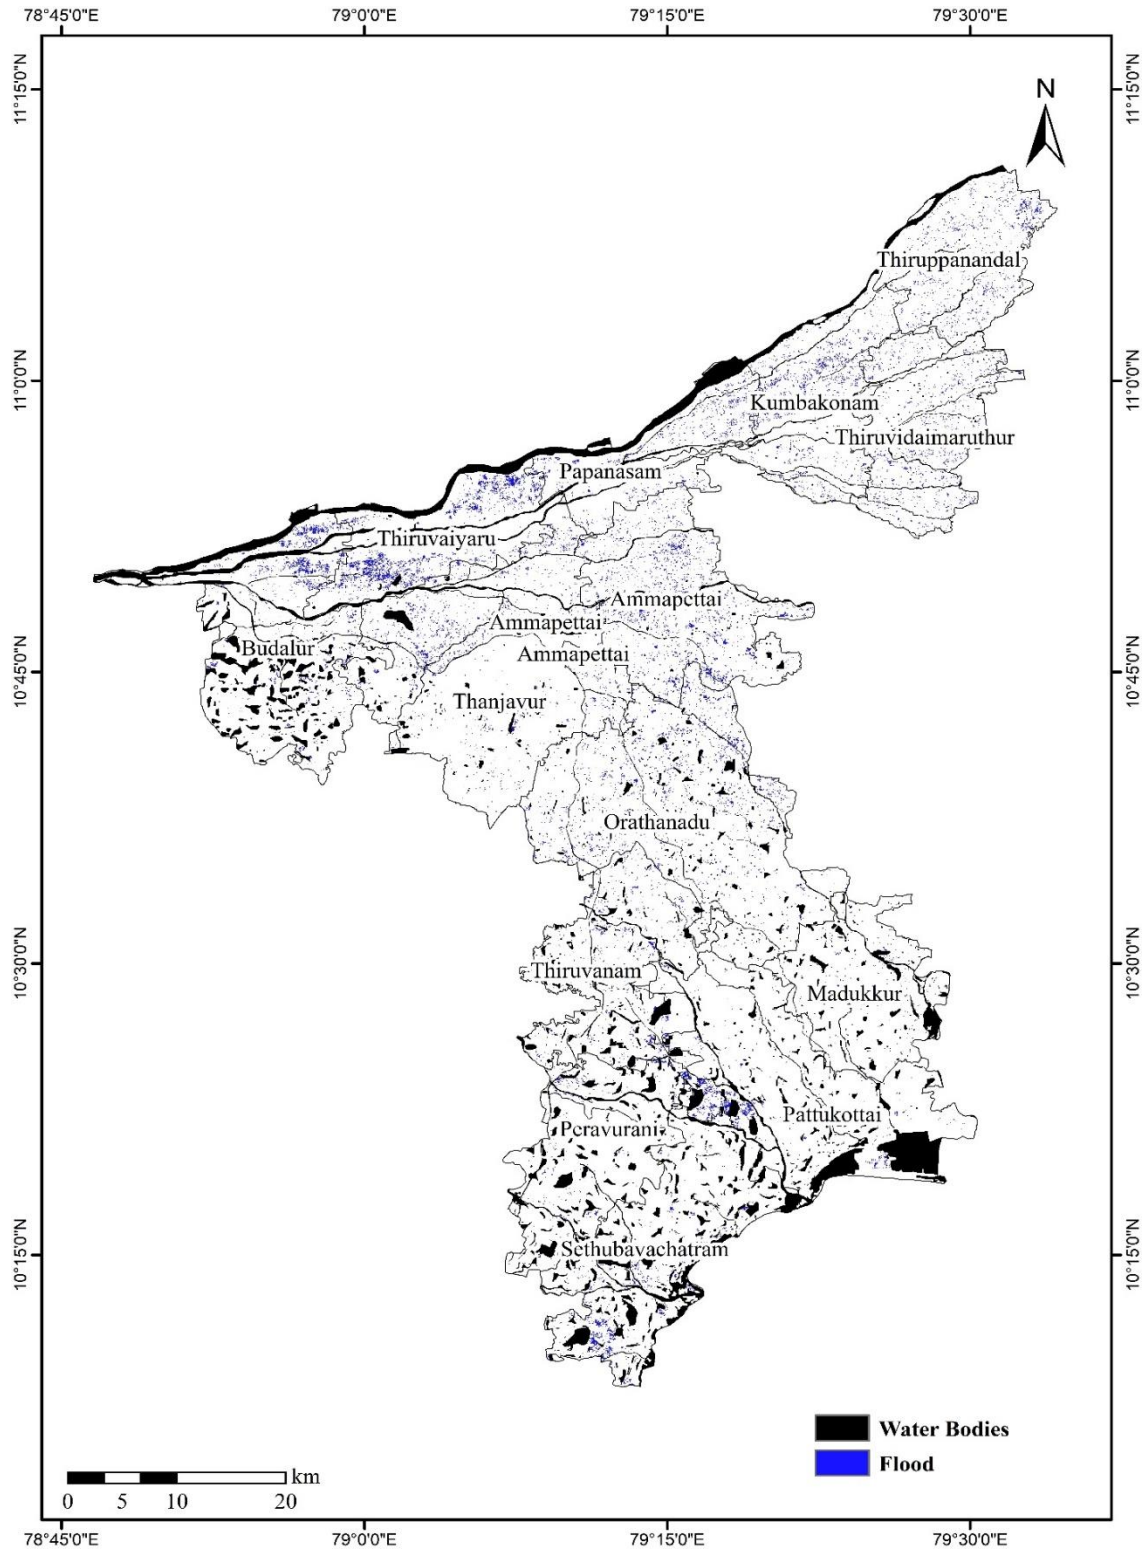 78°45'0"E 79°0'0"E 79°15'0"E 79°30'0"E
11°15'0"N
11°15'0"N
N
Thiruppanandal
11°0'0"N
11°0'0"N
Kumbakonam
Thiruvidaimaruthur
Papanasam
Thiruvaiyaru
Ammapettai
Ammapettai
Budalur
Ammapettai
10°45'0"N
10°45'0"N
Thanjavur
Orathanadu
10°30'0"N
10°30'0"N
Thiruvanam
Madukkur
Pattukottai
Peravurani
10°15'0"N
10°15'0"N
Sethubavachatram
Water Bodies
Flood
km
0 5 10 20
78°45'0"E 79°0'0"E 79°15'0"E 79°30'0"E